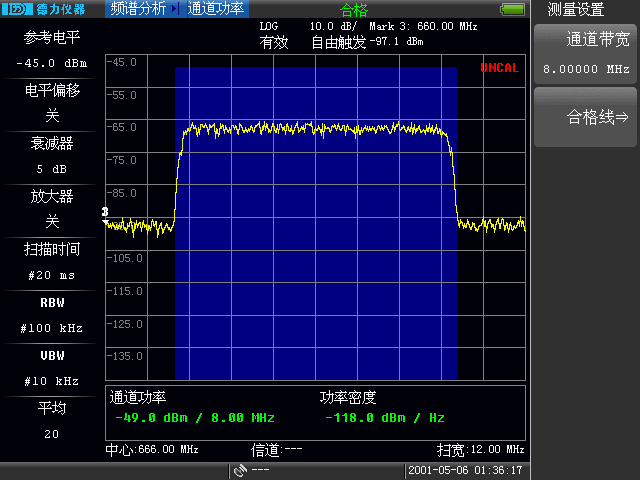 德力仪器 频谱分析 通道功率 合格 测量设置
LOG 10.0 dB/ Mark 3: 660.00 MHz
有效 自由触发 -97.1 dBm
参考电平
-45.0 dBm
电平偏移
关
衰减器
5 dB
放大器
关
扫描时间
#20 ms
RBW
#100 kHz
VBW
#10 kHz
平均
20
-45.0
UNCAL
-55.0
-65.0
-75.0
-85.0
3
-105.0
-115.0
-125.0
-135.0
通道功率 功率密度
-49.0 dBm / 8.00 MHz -118.0 dBm / Hz
中心:666.00 MHz 信道:--- 扫宽:12.00 MHz
--- 2001-05-06 01:36:17
通道带宽
8.00000 MHz
合格线⇒